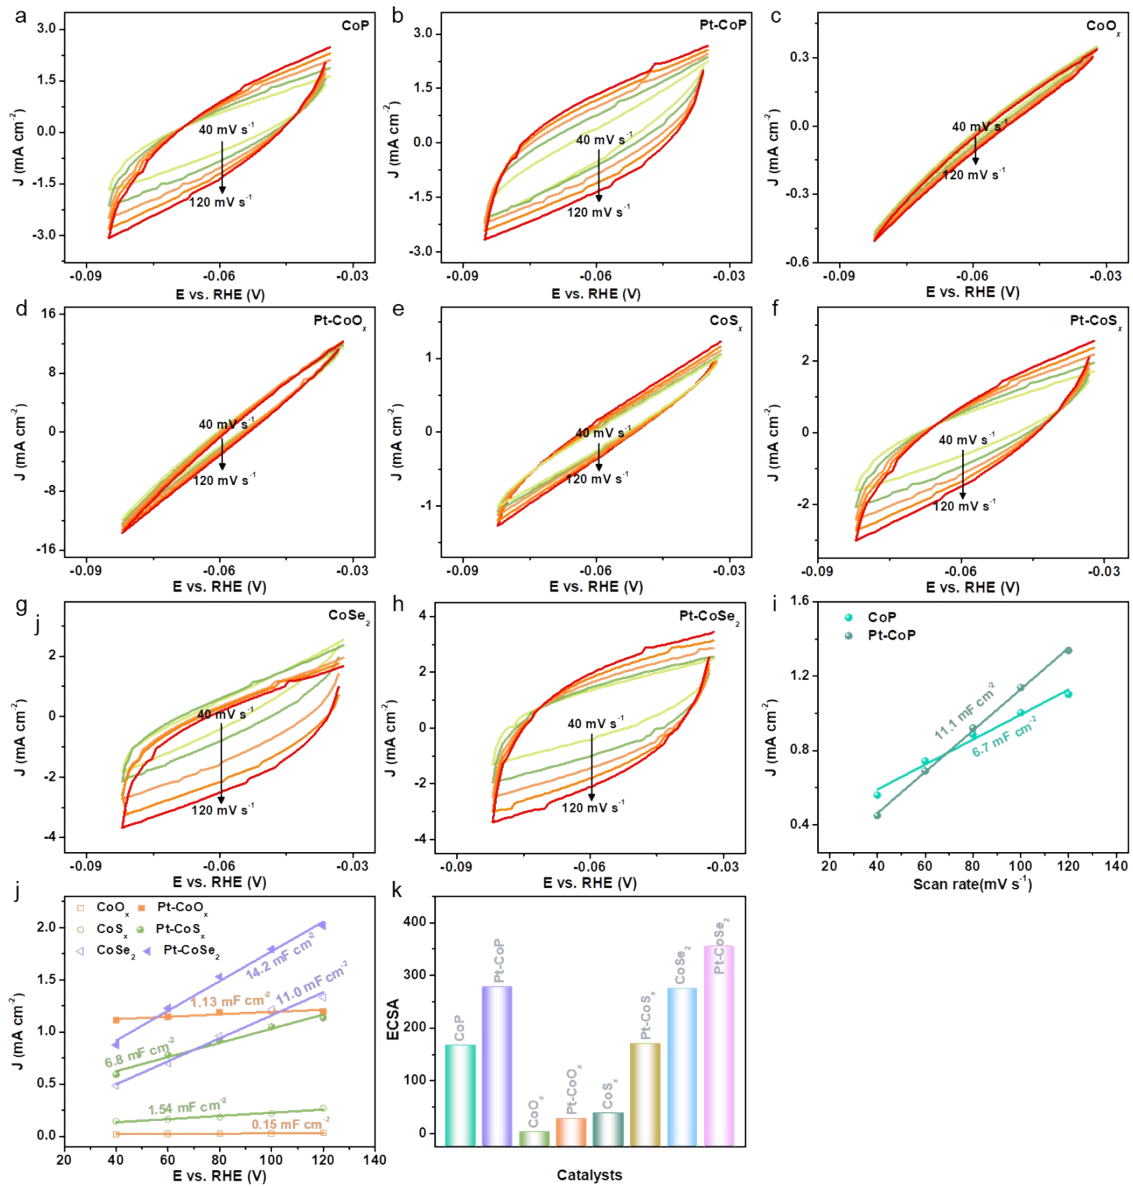 a
CoP
3.0
1.5
0.0
-1.5
-3.0
J (mA cm⁻²)
40 mV s⁻¹
120 mV s⁻¹
-0.09
-0.06
-0.03
E vs. RHE (V)
b
Pt-CoP
3.0
1.5
0.0
-1.5
-3.0
J (mA cm⁻²)
40 mV s⁻¹
120 mV s⁻¹
-0.09
-0.06
-0.03
E vs. RHE (V)
c
CoOₓ
0.3
0.0
-0.3
-0.6
J (mA cm⁻²)
40 mV s⁻¹
120 mV s⁻¹
-0.09
-0.06
-0.03
E vs. RHE (V)
d
Pt-CoOₓ
16
12
8
4
0
-4
-8
-12
-16
J (mA cm⁻²)
40 mV s⁻¹
120 mV s⁻¹
-0.09
-0.06
-0.03
E vs. RHE (V)
e
CoSₓ
1
0
-1
J (mA cm⁻²)
40 mV s⁻¹
120 mV s⁻¹
-0.09
-0.06
-0.03
E vs. RHE (V)
f
Pt-CoSₓ
2
0
-2
J (mA cm⁻²)
40 mV s⁻¹
120 mV s⁻¹
-0.09
-0.06
-0.03
E vs. RHE (V)
g
j
CoSe₂
2
0
-2
-4
J (mA cm⁻²)
40 mV s⁻¹
120 mV s⁻¹
-0.09
-0.06
-0.03
E vs. RHE (V)
h
Pt-CoSe₂
4
2
0
-2
-4
J (mA cm⁻²)
40 mV s⁻¹
120 mV s⁻¹
-0.09
-0.06
-0.03
E vs. RHE (V)
i
CoP
Pt-CoP
1.6
1.2
0.8
0.4
J (mA cm⁻²)
11.1 mF cm⁻²
6.7 mF cm⁻²
20
40
60
80
100
120
140
Scan rate(mV s⁻¹)
j
CoOₓ
Pt-CoOₓ
CoSₓ
Pt-CoSₓ
CoSe₂
Pt-CoSe₂
2.0
1.5
1.0
0.5
0.0
J (mA cm⁻²)
14.2 mF cm⁻²
11.0 mF cm⁻²
1.13 mF cm⁻²
6.8 mF cm⁻²
1.54 mF cm⁻²
0.15 mF cm⁻²
20
40
60
80
100
120
140
E vs. RHE (V)
k
400
300
200
100
0
ECSA
CoP
Pt-CoP
CoOₓ
Pt-CoOₓ
CoSₓ
Pt-CoSₓ
CoSe₂
Pt-CoSe₂
Catalysts